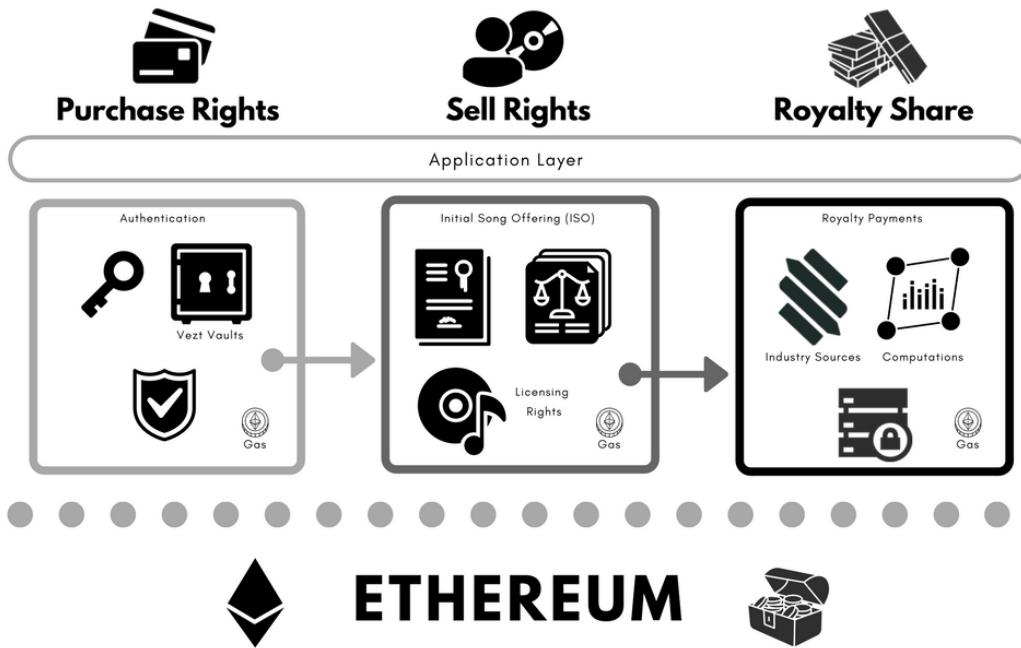 Purchase Rights
Sell Rights
Royalty Share
Application Layer
Authentication
Vezt Vaults
Gas
Initial Song Offering (ISO)
Licensing
Rights
Gas
Royalty Payments
Industry Sources
Computations
Gas
ETHEREUM